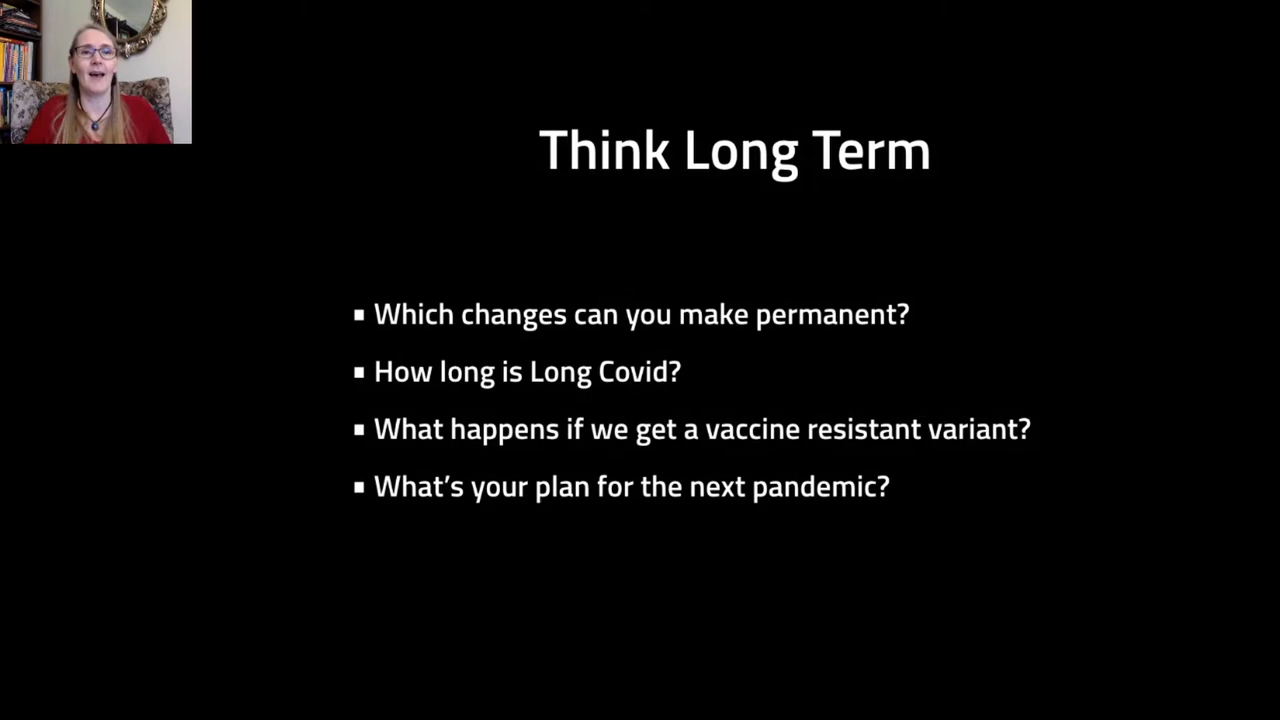 Think Long Term
▪ Which changes can you make permanent?
▪ How long is Long Covid?
▪ What happens if we get a vaccine resistant variant?
▪ What's your plan for the next pandemic?